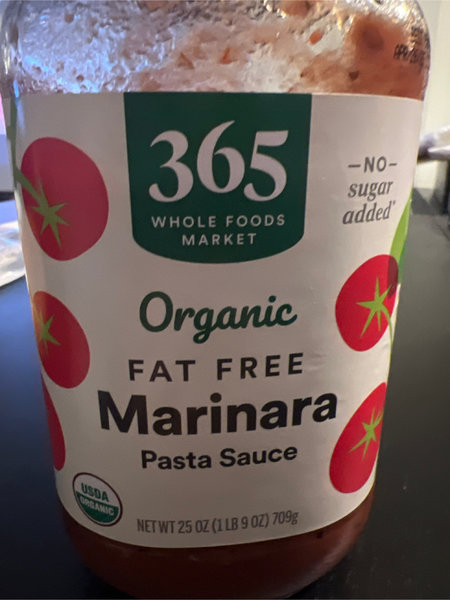 365
WHOLE FOODS
MARKET
–NO–
sugar
added*
Organic
FAT FREE
Marinara
Pasta Sauce
USDA
ORGANIC
NET WT 25 OZ (1 LB 9 OZ) 709g